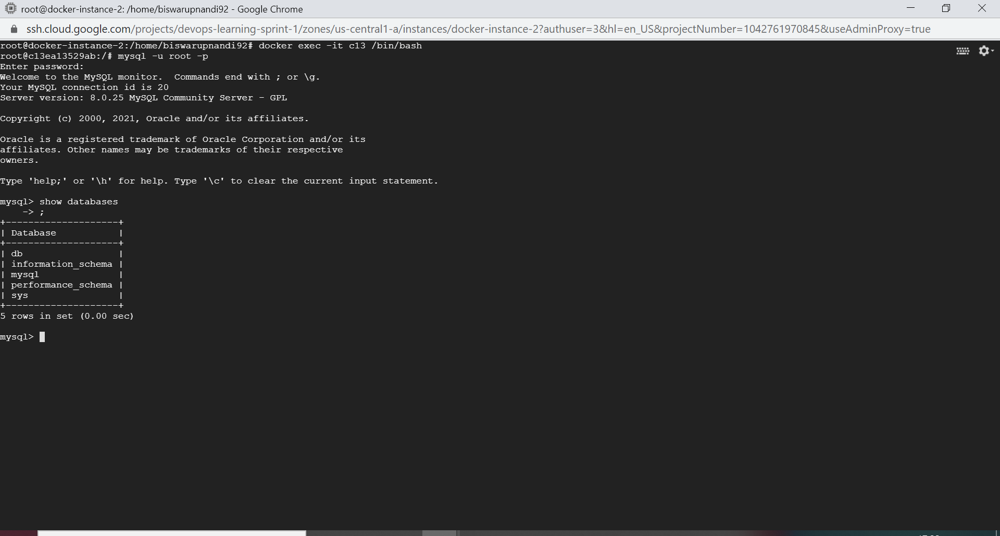 root@docker-instance-2: /home/biswarupnandi92 - Google Chrome
ssh.cloud.google.com/projects/devops-learning-sprint-1/zones/us-central1-a/instances/docker-instance-2?authuser=3&hl=en_US&projectNumber=1042761970845&useAdminProxy=true
root@docker-instance-2:/home/biswarupnandi92# docker exec -it c13 /bin/bash
root@c13ea13529ab:/# mysql -u root -p
Enter password:
Welcome to the MySQL monitor.  Commands end with ; or \g.
Your MySQL connection id is 20
Server version: 8.0.25 MySQL Community Server - GPL
Copyright (c) 2000, 2021, Oracle and/or its affiliates.
Oracle is a registered trademark of Oracle Corporation and/or its
affiliates. Other names may be trademarks of their respective
owners.
Type 'help;' or '\h' for help. Type '\c' to clear the current input statement.
mysql> show databases
    -> ;
+--------------------+
| Database           |
+--------------------+
| db                 |
| information_schema |
| mysql              |
| performance_schema |
| sys                |
+--------------------+
5 rows in set (0.00 sec)
mysql>